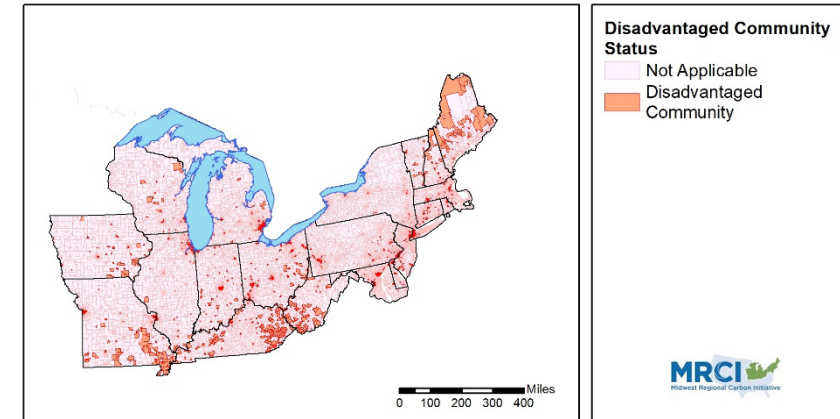 Disadvantaged Community
Status
Not Applicable
Disadvantaged
Community
Miles
0 100 200 300 400
MRCI
Midwest Regional Carbon Initiative